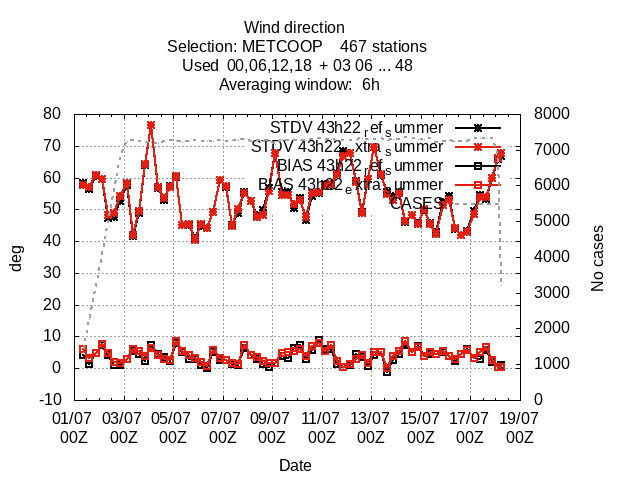 Wind direction
Selection: METCOOP 467 stations
Used 00,06,12,18 + 03 06 ... 48
Averaging window: 6h
80 8000
70 STDV 43h22_ref_summer 7000
STDV 43h22_extra_summer
BIAS 43h22_ref_summer
60 BIAS 43h22_extra_summer 6000
CASES
50 5000
40 4000
30 3000
20 2000
10 1000
0
-10 0
deg
No cases
01/07 03/07 05/07 07/07 09/07 11/07 13/07 15/07 17/07 19/07
00Z 00Z 00Z 00Z 00Z 00Z 00Z 00Z 00Z 00Z
Date